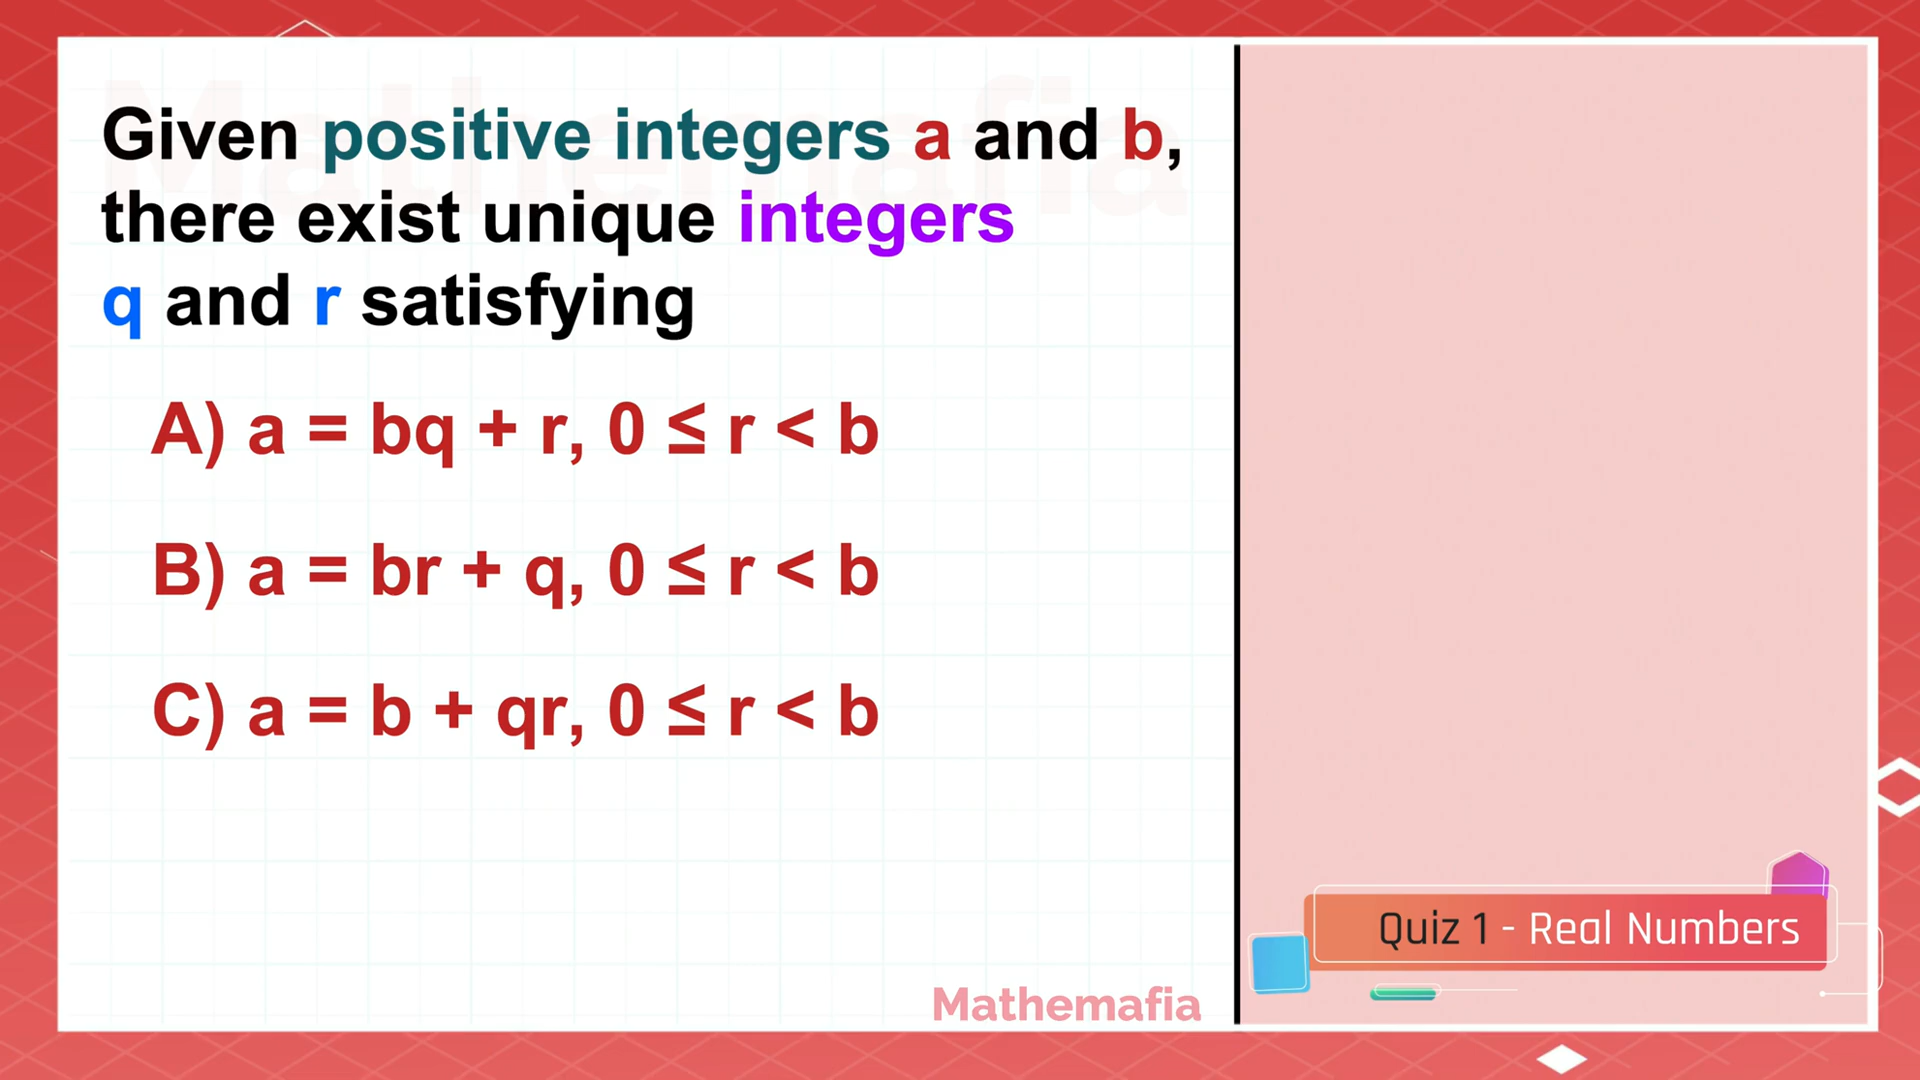 Given positive integers a and b,
there exist unique integers
q and r satisfying
A) a = bq + r, 0 ≤ r < b
B) a = br + q, 0 ≤ r < b
C) a = b + qr, 0 ≤ r < b
Mathemafia
Quiz 1 - Real Numbers
Mathemafia